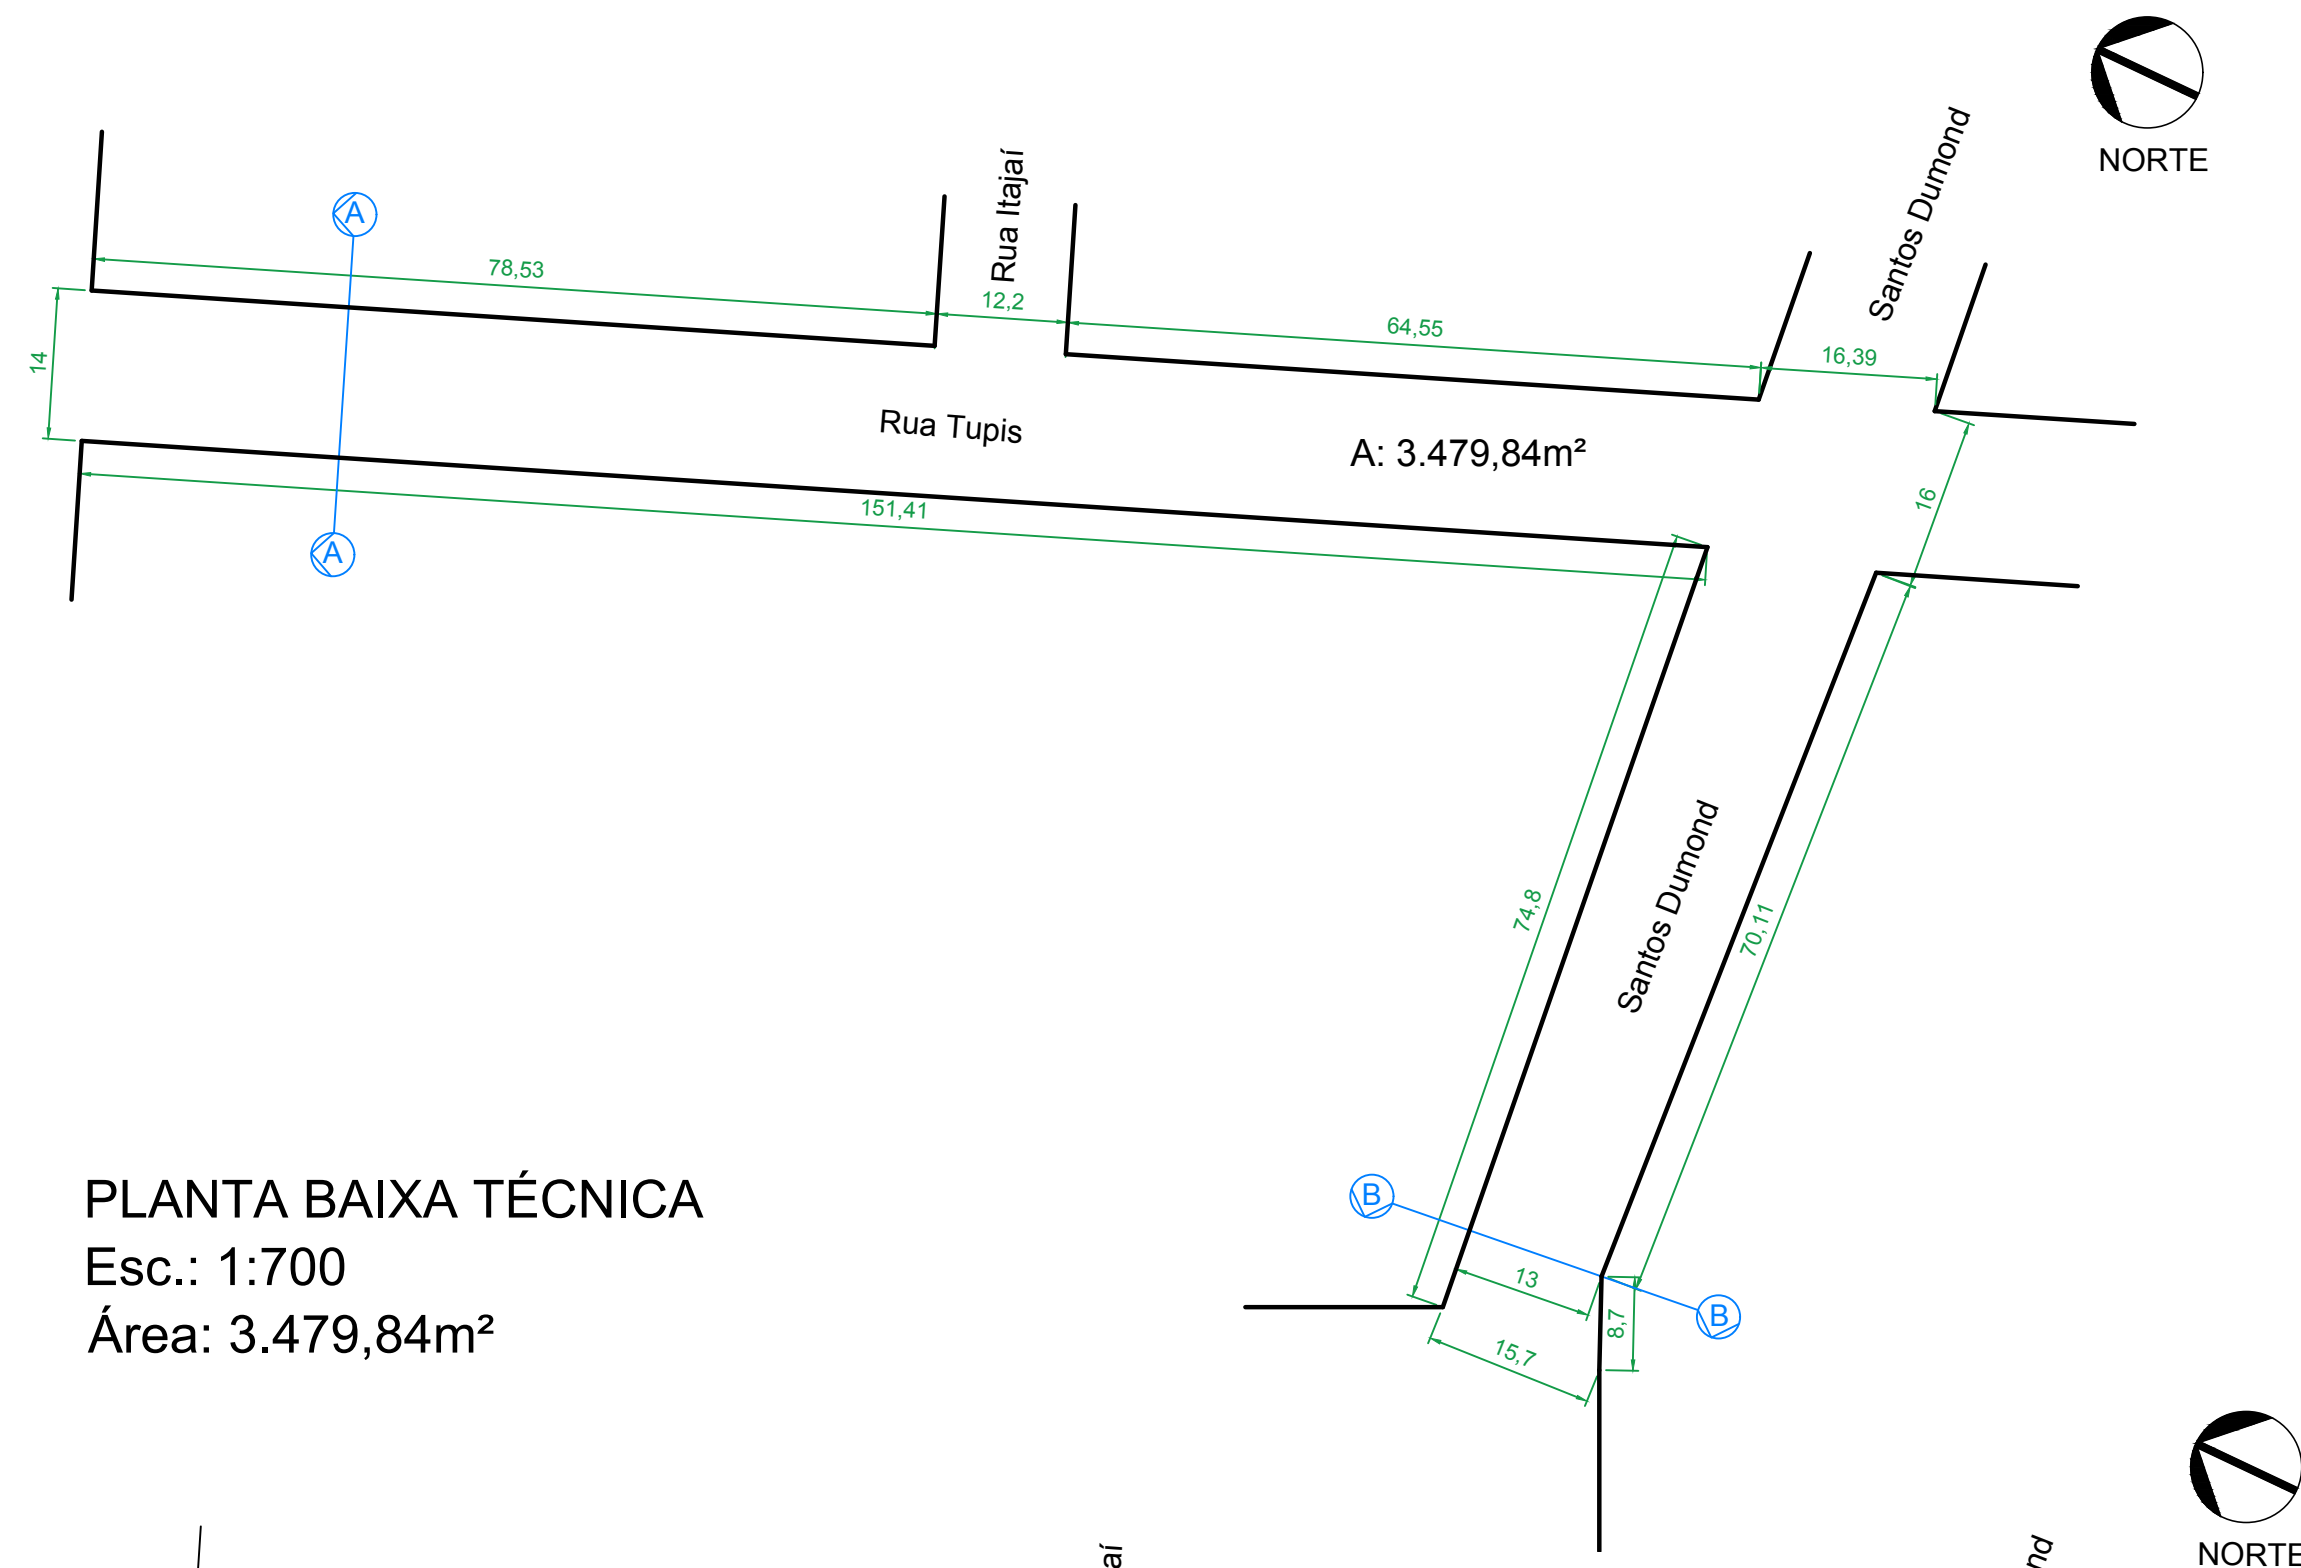 NORTE
Santos Dumond
Rua Itajaí
A
78,53
12,2
64,55
16,39
14
Rua Tupis
A: 3.479,84m²
151,41
A
16
74,8
Santos Dumond
70,11
PLANTA BAIXA TÉCNICA
Esc.: 1:700
Área: 3.479,84m²
B
13
B
8,7
15,7
NORTE
aí
nd